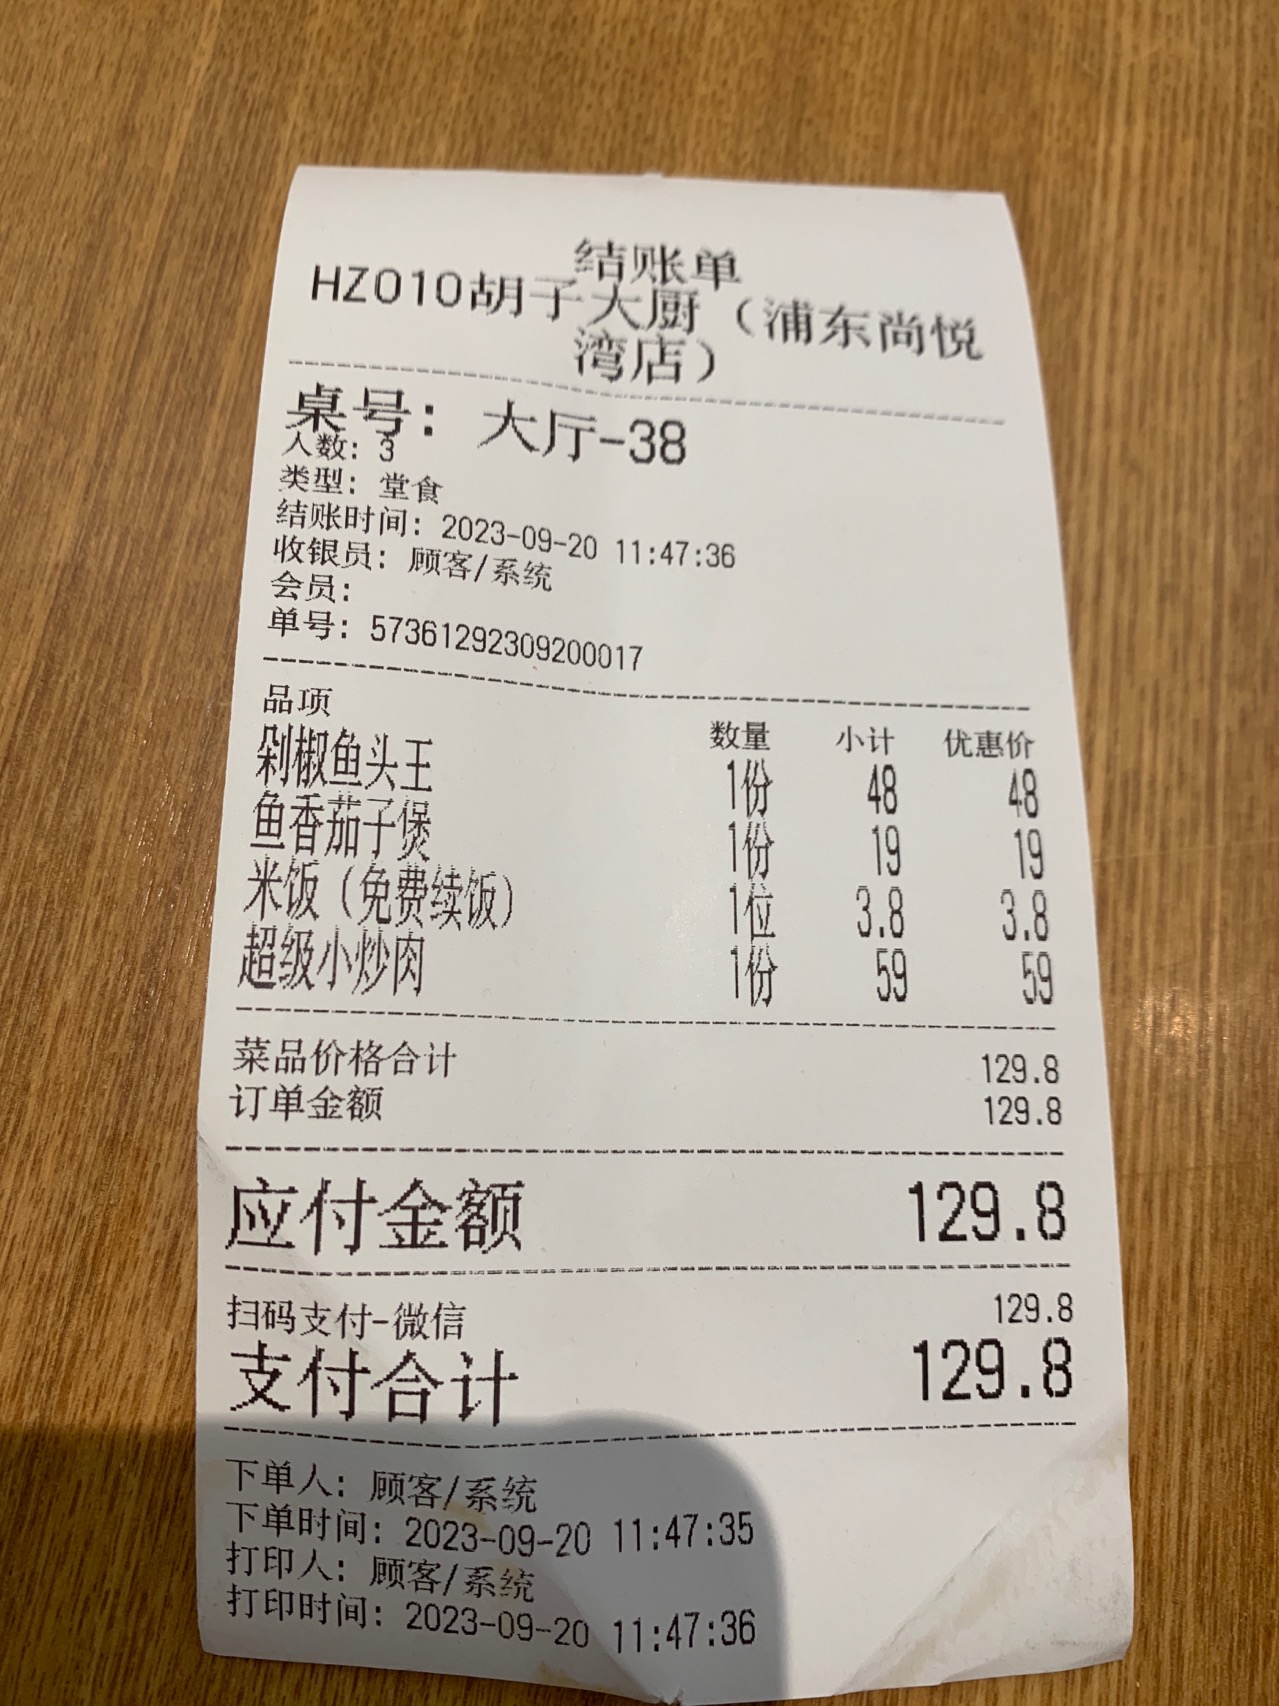 结账单
HZ010胡子大厨（浦东尚悦
湾店）
桌号：大厅-38
人数：3
类型：堂食
结账时间：2023-09-20 11:47:36
收银员：顾客/系统
会员：
单号：573612923092000​17
品项 数量 小计 优惠价
剁椒鱼头王 1份 48 48
鱼香茄子煲 1份 19 19
米饭（免费续饭） 1位 3.8 3.8
超级小炒肉 1份 59 59
菜品价格合计 129.8
订单金额 129.8
应付金额 129.8
扫码支付-微信 129.8
支付合计 129.8
下单人：顾客/系统
下单时间：2023-09-20 11:47:35
打印人：顾客/系统
打印时间：2023-09-20 11:47:36